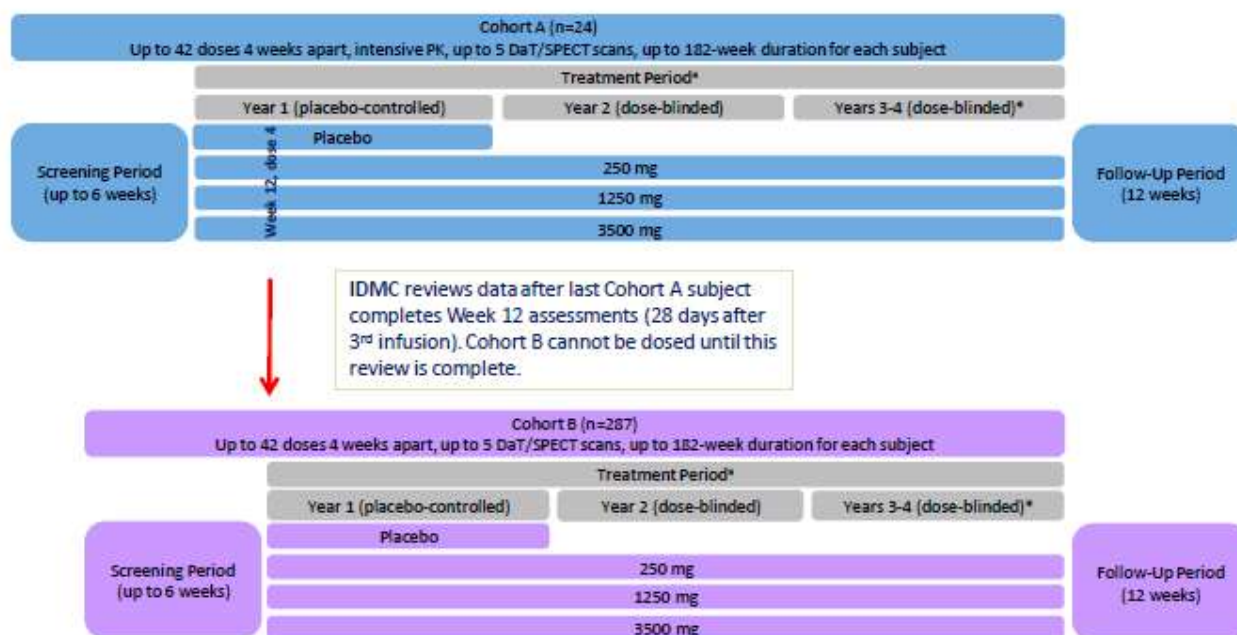 Cohort A (n=24)
Up to 42 doses 4 weeks apart, intensive PK, up to 5 DaT/SPECT scans, up to 182-week duration for each subject
Treatment Period*
Year 1 (placebo-controlled)
Year 2 (dose-blinded)
Years 3-4 (dose-blinded)*
Screening Period
(up to 6 weeks)
Week 12, dose 4
Placebo
250 mg
1250 mg
3500 mg
Follow-Up Period
(12 weeks)
IDMC reviews data after last Cohort A subject
completes Week 12 assessments (28 days after
3rd infusion). Cohort B cannot be dosed until this
review is complete.
Cohort B (n=287)
Up to 42 doses 4 weeks apart, up to 5 DaT/SPECT scans, up to 182-week duration for each subject
Treatment Period*
Year 1 (placebo-controlled)
Year 2 (dose-blinded)
Years 3-4 (dose-blinded)*
Screening Period
(up to 6 weeks)
Placebo
250 mg
1250 mg
3500 mg
Follow-Up Period
(12 weeks)